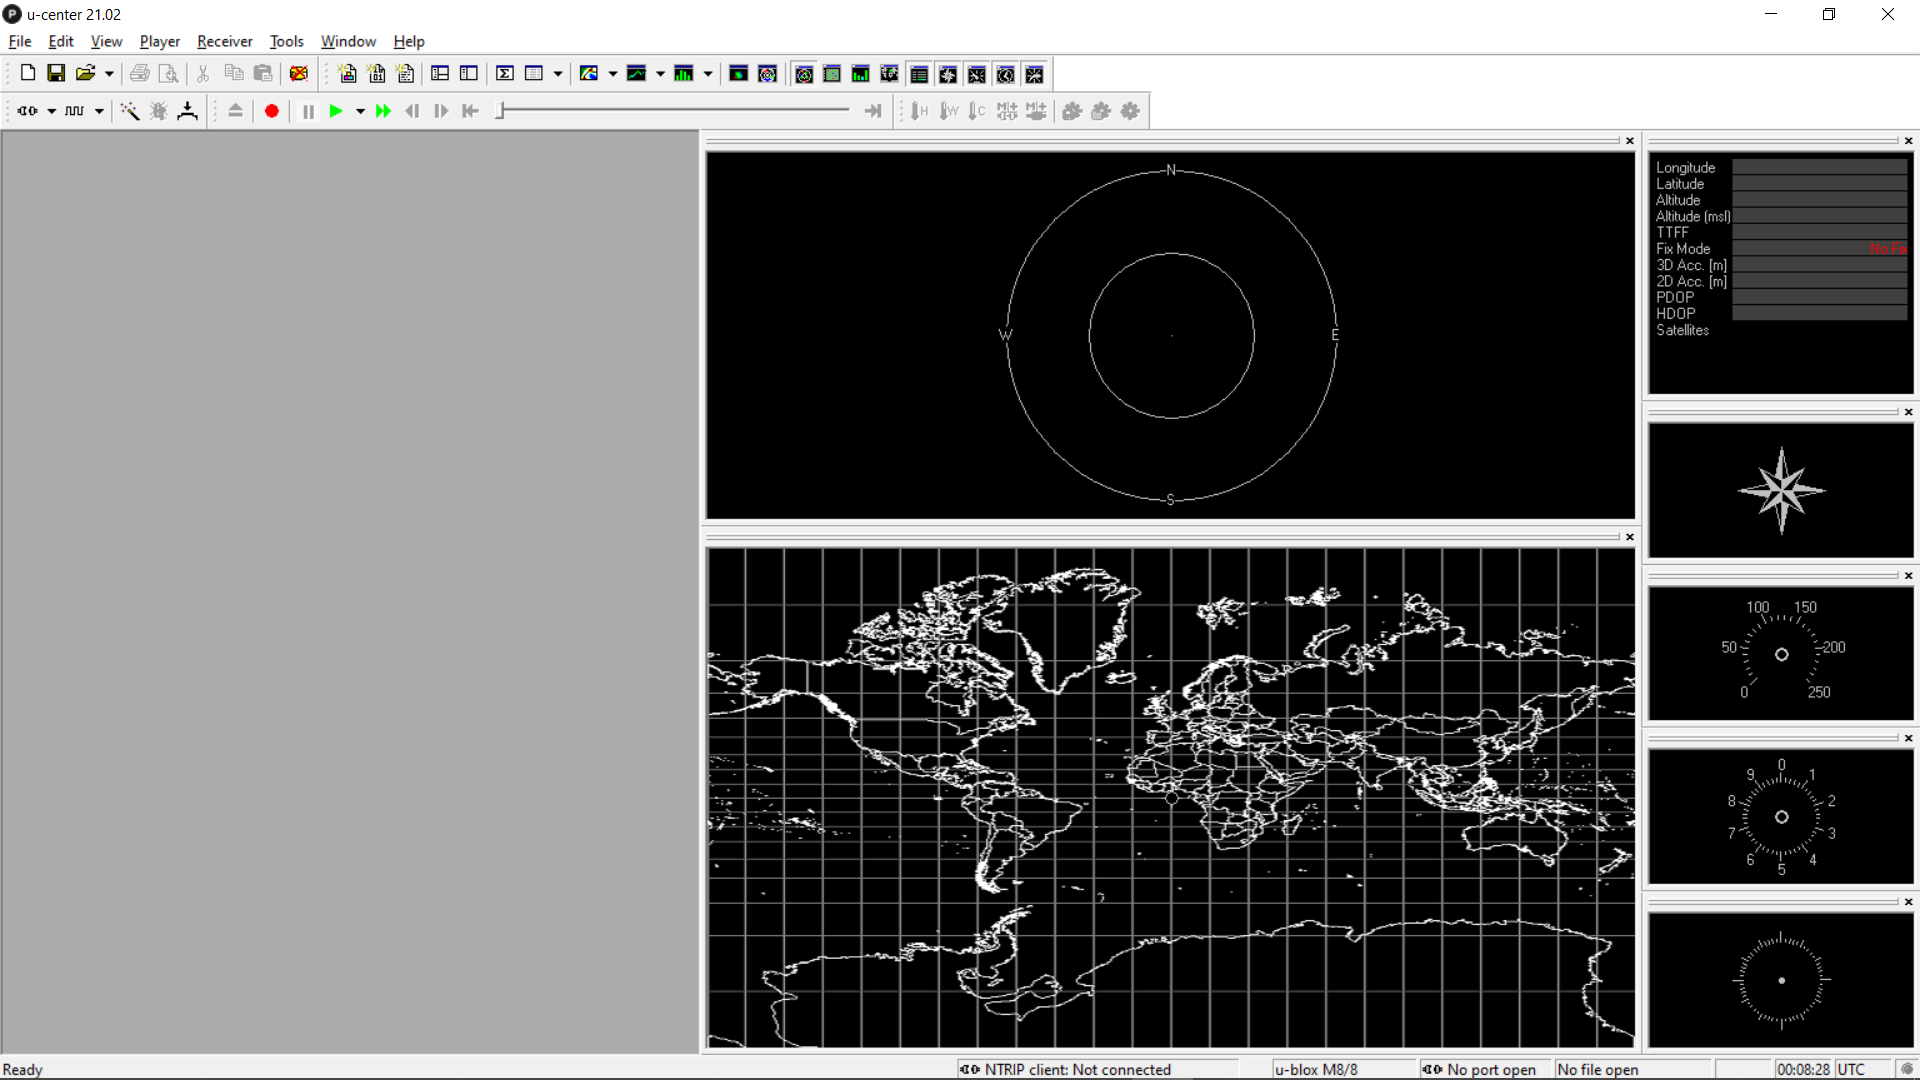 u-center 21.02
File Edit View Player Receiver Tools Window Help
N
W E
S
Longitude
Latitude
Altitude
Altitude (msl)
TTFF
Fix Mode No Fix
3D Acc. [m]
2D Acc. [m]
PDOP
HDOP
Satellites
100 150
50 200
0 250
0
9 1
8 2
7 3
6 4
5
Ready NTRIP client: Not connected u-blox M8/8 No port open No file open 00:08:28 UTC